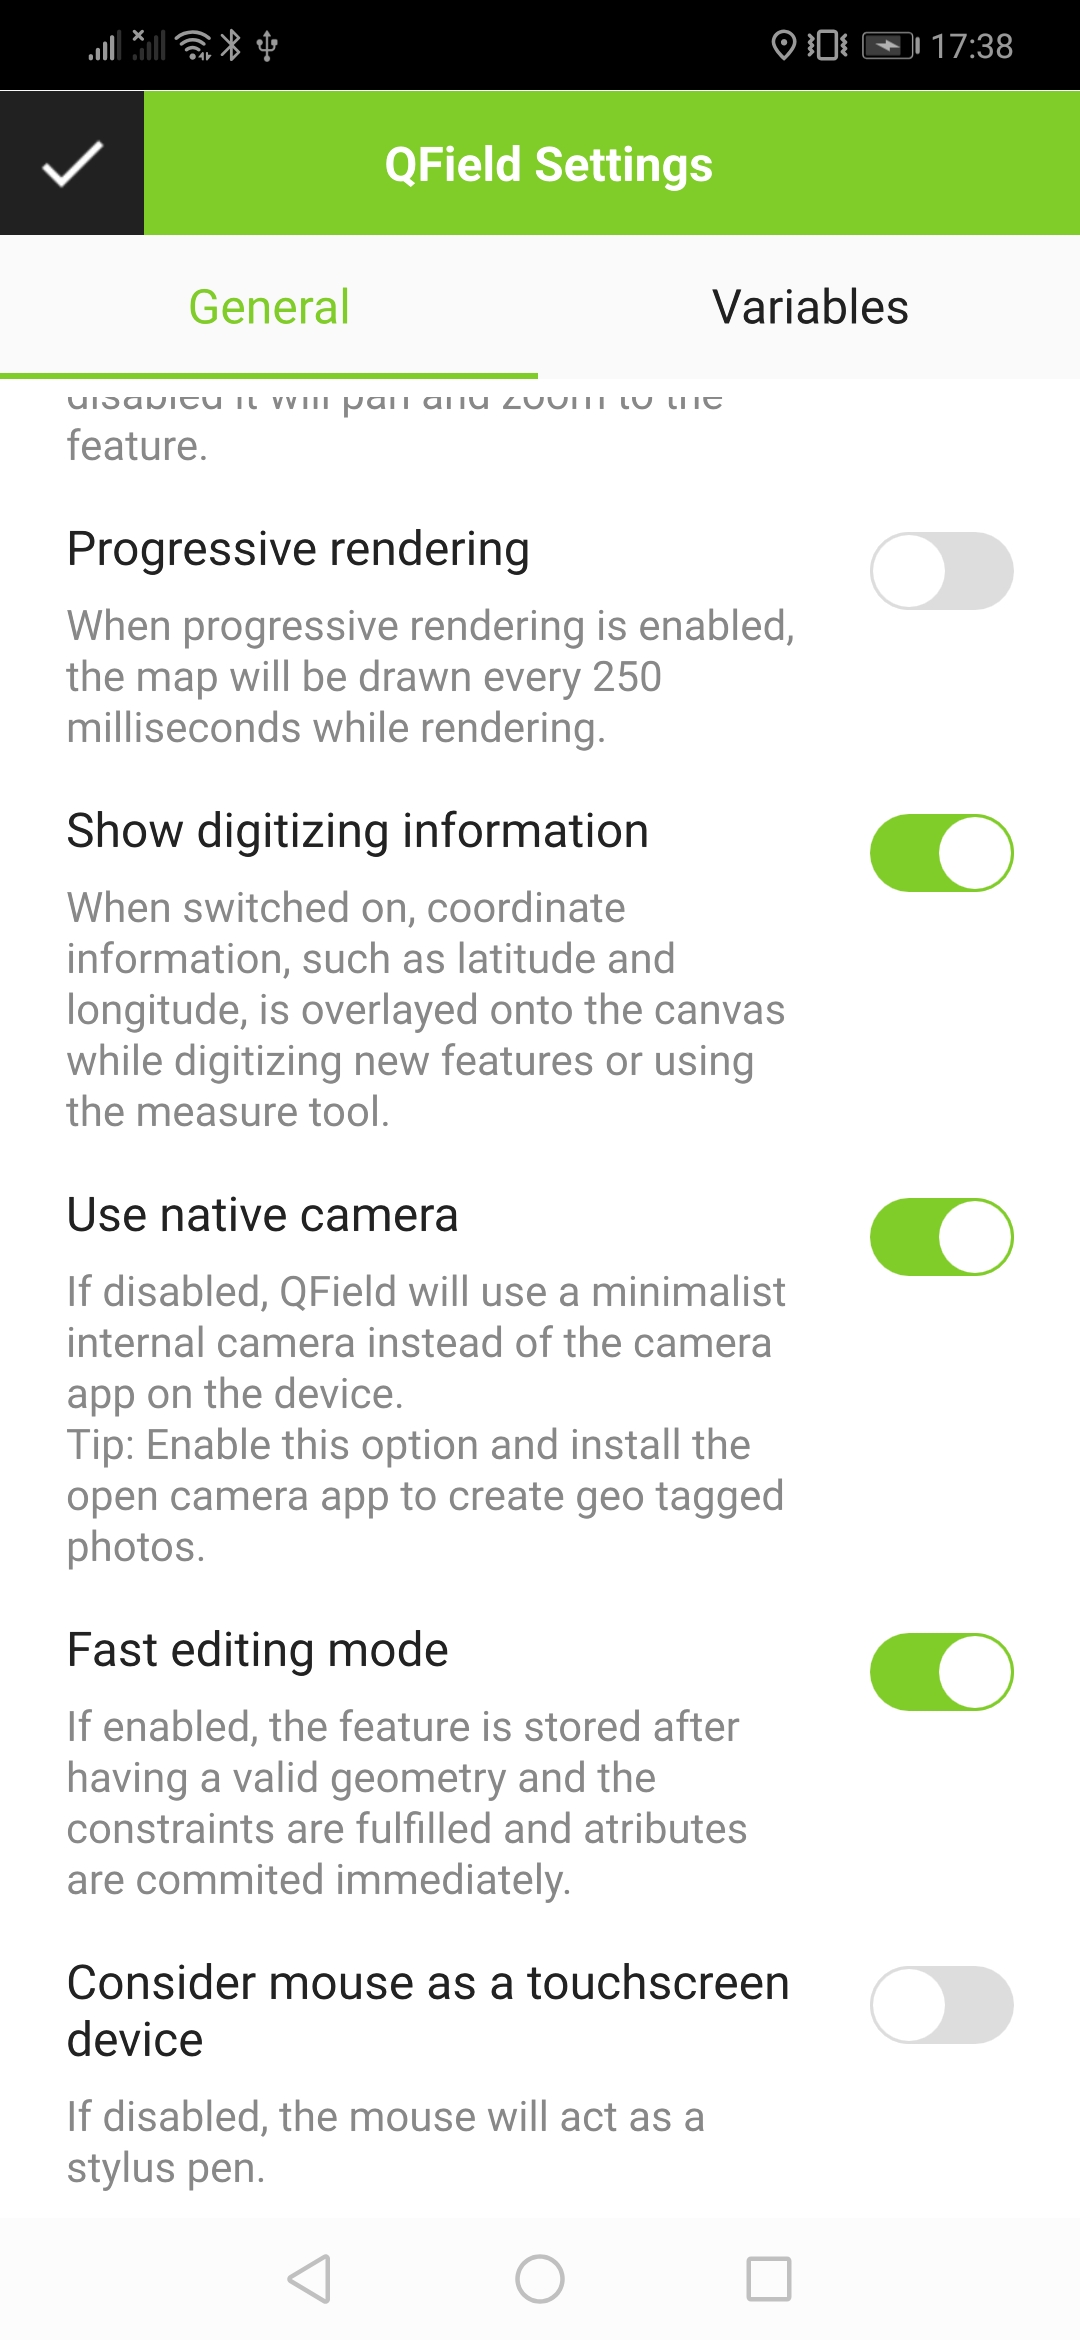 17:38
QField Settings
General
Variables
disabled it will pan and zoom to the
feature.
Progressive rendering
When progressive rendering is enabled,
the map will be drawn every 250
milliseconds while rendering.
Show digitizing information
When switched on, coordinate
information, such as latitude and
longitude, is overlayed onto the canvas
while digitizing new features or using
the measure tool.
Use native camera
If disabled, QField will use a minimalist
internal camera instead of the camera
app on the device.
Tip: Enable this option and install the
open camera app to create geo tagged
photos.
Fast editing mode
If enabled, the feature is stored after
having a valid geometry and the
constraints are fulfilled and atributes
are commited immediately.
Consider mouse as a touchscreen
device
If disabled, the mouse will act as a
stylus pen.